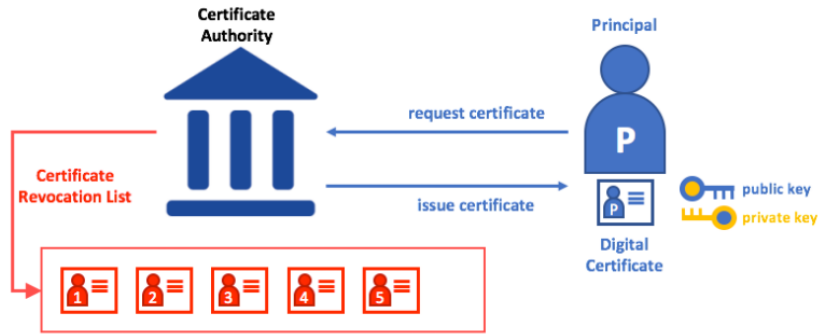 Certificate
Authority
Principal
request certificate
P
Certificate
Revocation List
issue certificate
P
public key
private key
Digital
Certificate
1
2
3
4
5